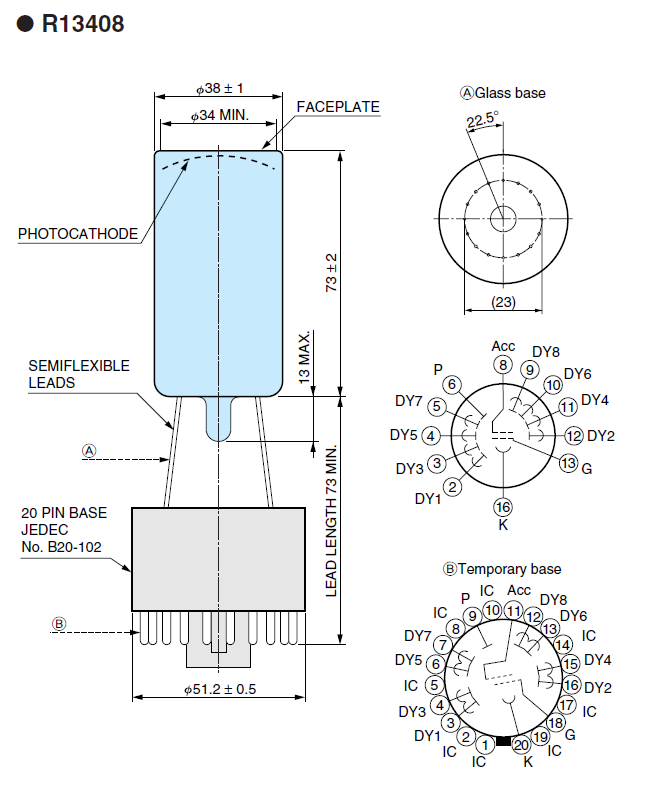 ● R13408
φ38 ± 1
φ34 MIN.
FACEPLATE
PHOTOCATHODE
73 ± 2
13 MAX.
SEMIFLEXIBLE
LEADS
Ⓐ
LEAD LENGTH 73 MIN.
20 PIN BASE
JEDEC
No. B20-102
Ⓑ
φ51.2 ± 0.5
ⒶGlass base
22.5°
(23)
Acc
8
DY8
9
DY6
10
DY4
11
DY2
12
G
13
K
16
DY1
2
DY3
3
DY5
4
DY7
5
P
6
ⒷTemporary base
IC
1
IC
2
DY1
3
DY3
4
IC
5
DY5
6
DY7
7
IC
8
P
9
IC
10
Acc
11
DY8
12
DY6
13
IC
14
DY4
15
DY2
16
IC
17
G
18
IC
19
K
20